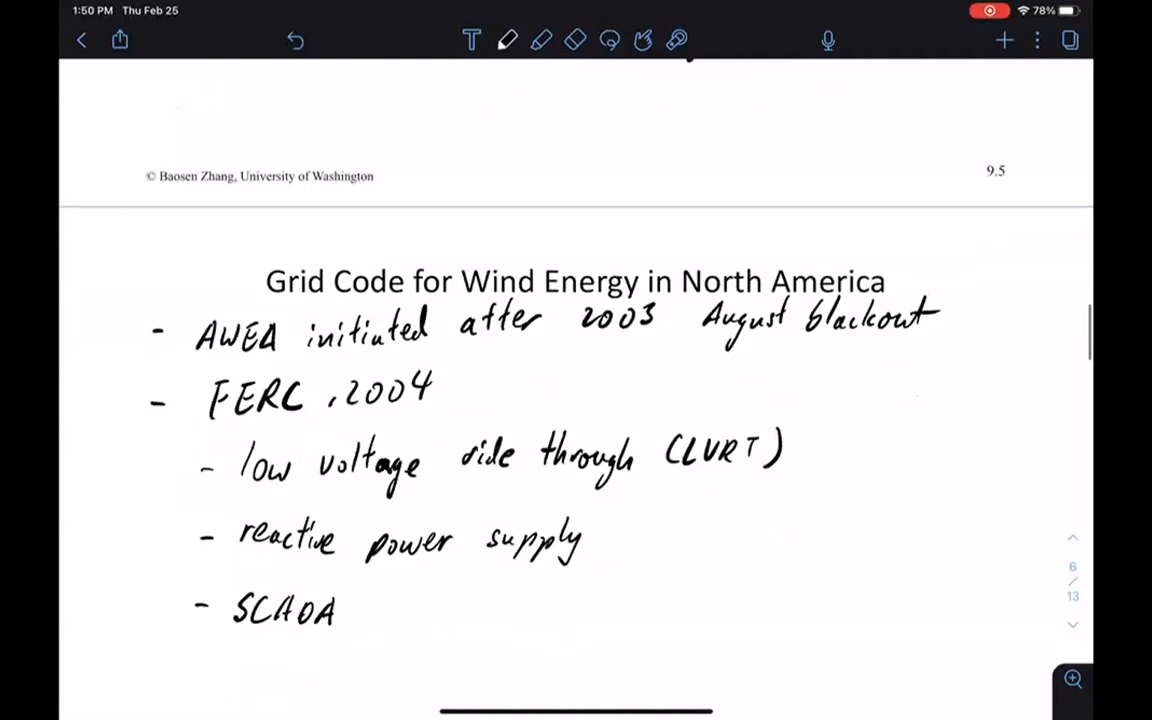 1:50 PM Thu Feb 25
78%
© Baosen Zhang, University of Washington
9.5
Grid Code for Wind Energy in North America
- AWEA initiated after 2003 August blackout
- FERC, 2004
- low voltage ride through (LVRT)
- reactive power supply
- SCADA
6
/
13